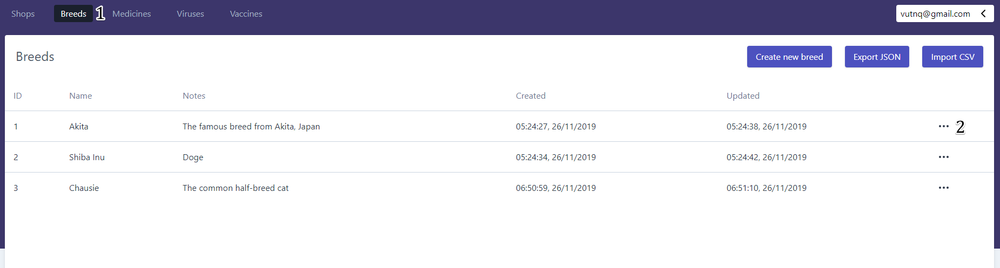 Shops Breeds 1 Medicines Viruses Vaccines vutnq@gmail.com
Breeds Create new breed Export JSON Import CSV
ID Name Notes Created Updated
1 Akita The famous breed from Akita, Japan 05:24:27, 26/11/2019 05:24:38, 26/11/2019 ••• 2
2 Shiba Inu Doge 05:24:34, 26/11/2019 05:24:42, 26/11/2019 •••
3 Chausie The common half-breed cat 06:50:59, 26/11/2019 06:51:10, 26/11/2019 •••